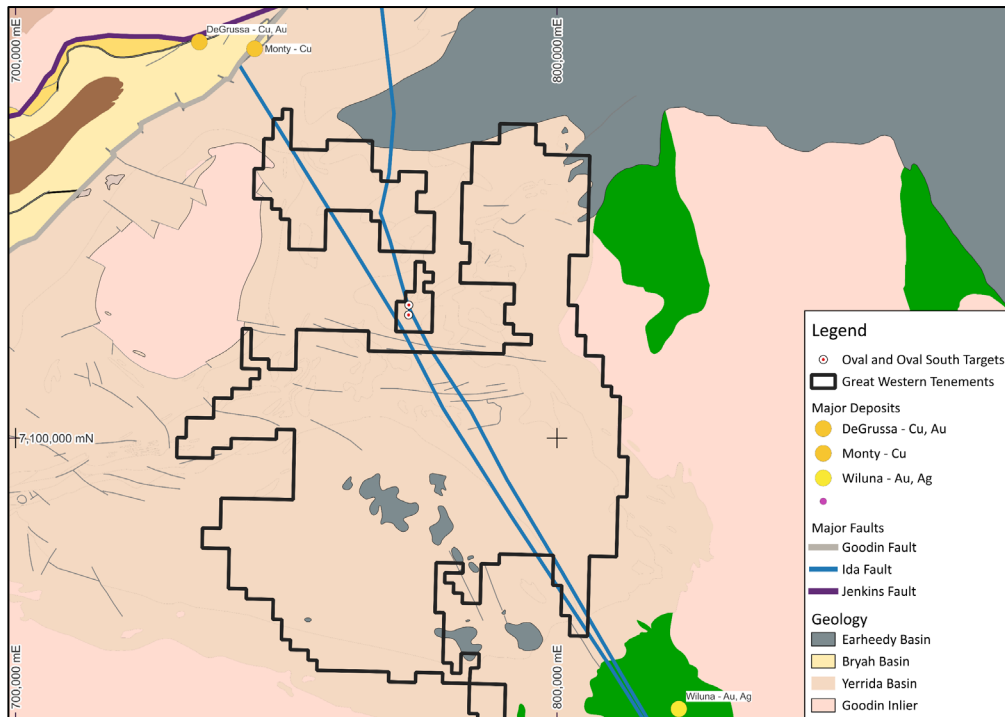 700,000 mE
800,000 mE
DeGrussa - Cu, Au
Monty - Cu
7,100,000 mN
700,000 mE
800,000 mE
Wiluna - Au, Ag
Legend
Oval and Oval South Targets
Great Western Tenements
Major Deposits
DeGrussa - Cu, Au
Monty - Cu
Wiluna - Au, Ag
Major Faults
Goodin Fault
Ida Fault
Jenkins Fault
Geology
Earheedy Basin
Bryah Basin
Yerrida Basin
Goodin Inlier